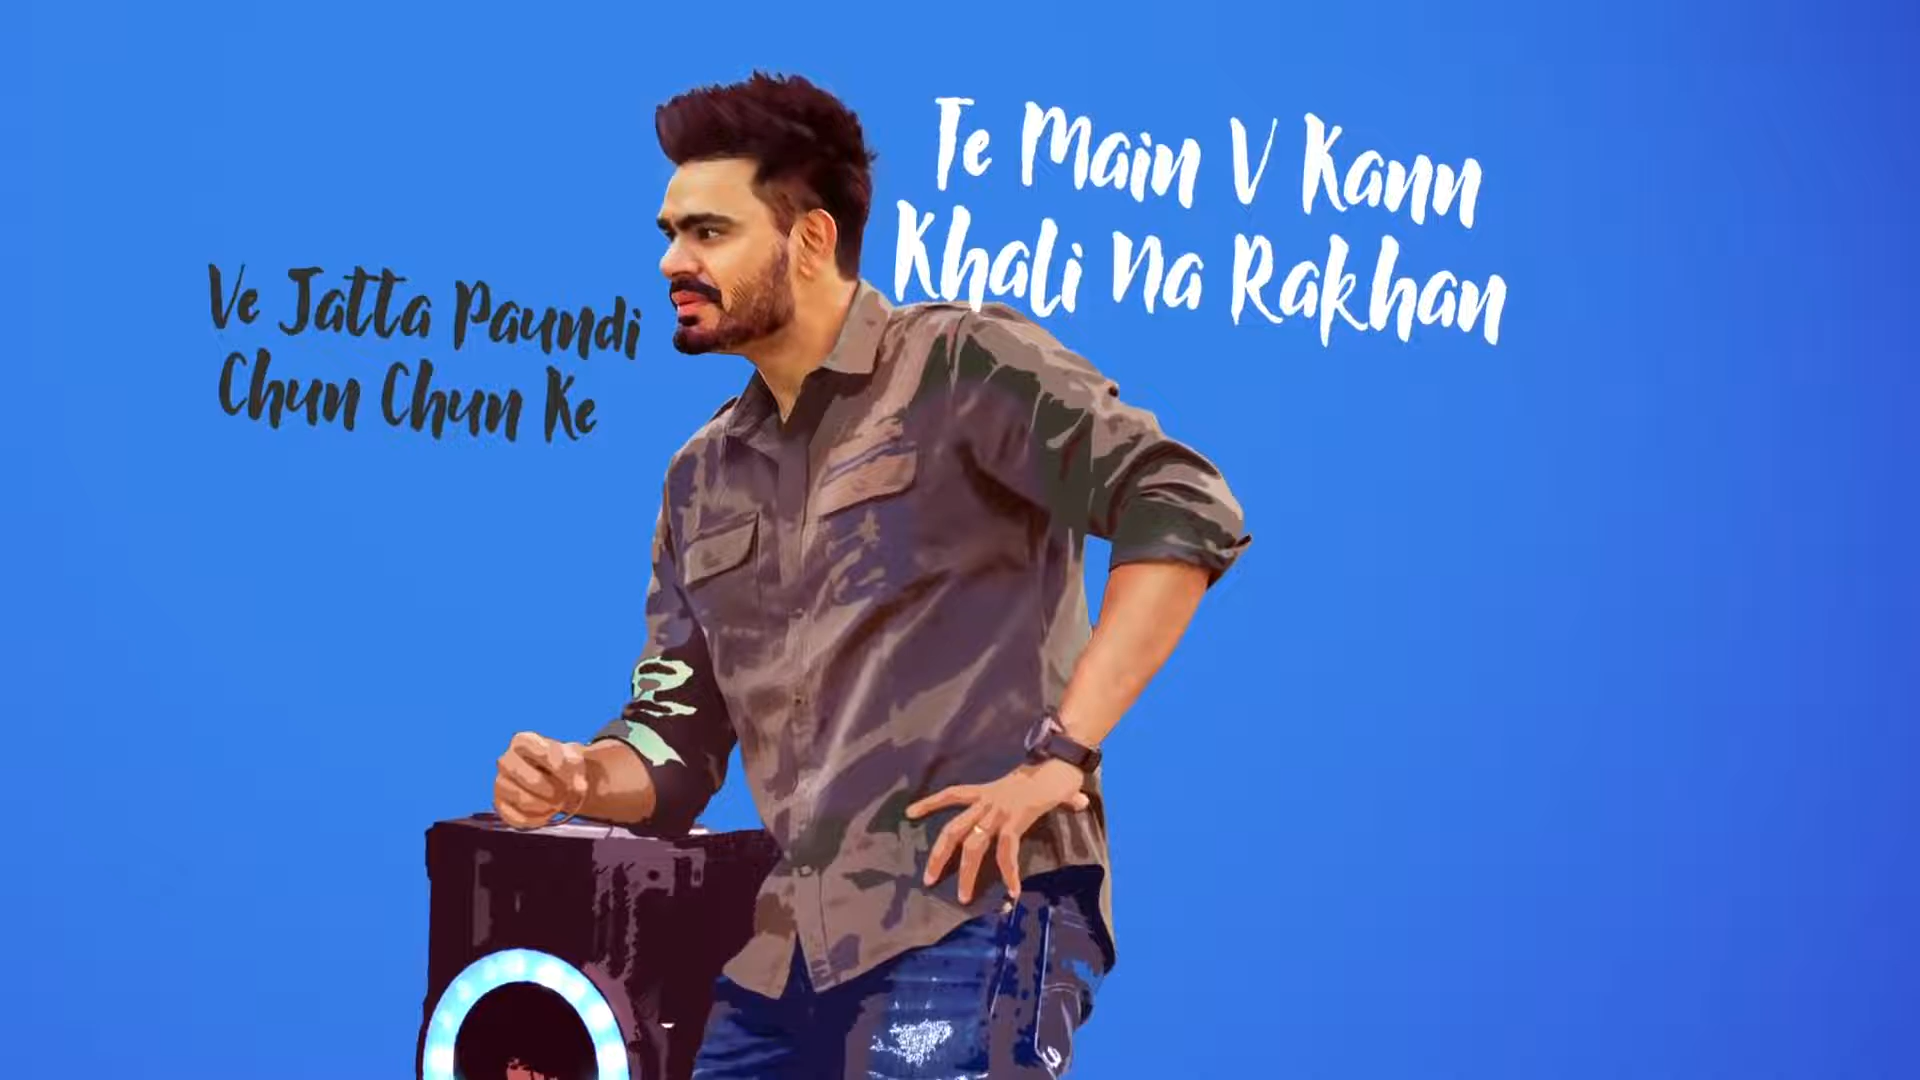 Ve Jatta Paundi
Chun Chun Ke
Te Main V Kann
Khali Na Rakhan